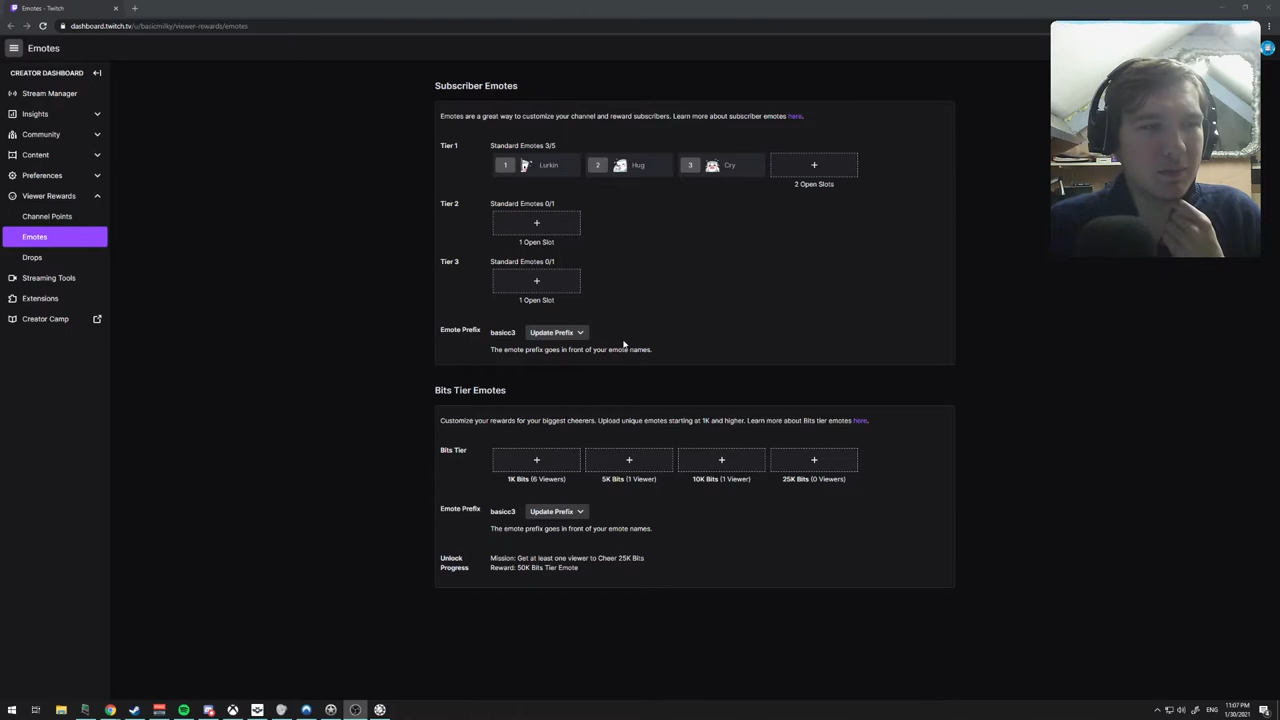 Emotes - Twitch
dashboard.twitch.tv/u/basicmilky/viewer-rewards/emotes
Emotes
CREATOR DASHBOARD
Stream Manager
Insights
Community
Content
Preferences
Viewer Rewards
Channel Points
Emotes
Drops
Streaming Tools
Extensions
Creator Camp
Subscriber Emotes
Emotes are a great way to customize your channel and reward subscribers. Learn more about subscriber emotes here.
Tier 1 Standard Emotes 3/5
1 Lurkin 2 Hug 3 Cry +
2 Open Slots
Tier 2 Standard Emotes 0/1
+
1 Open Slot
Tier 3 Standard Emotes 0/1
+
1 Open Slot
Emote Prefix basicc3 Update Prefix
The emote prefix goes in front of your emote names.
Bits Tier Emotes
Customize your rewards for your biggest cheerers. Upload unique emotes starting at 1K and higher. Learn more about Bits tier emotes here.
Bits Tier + + + +
1K Bits (6 Viewers) 5K Bits (1 Viewer) 10K Bits (1 Viewer) 25K Bits (0 Viewers)
Emote Prefix basicc3 Update Prefix
The emote prefix goes in front of your emote names.
Unlock Mission: Get at least one viewer to Cheer 25K Bits
Progress Reward: 50K Bits Tier Emote
ENG
11:07 PM
1/30/2021